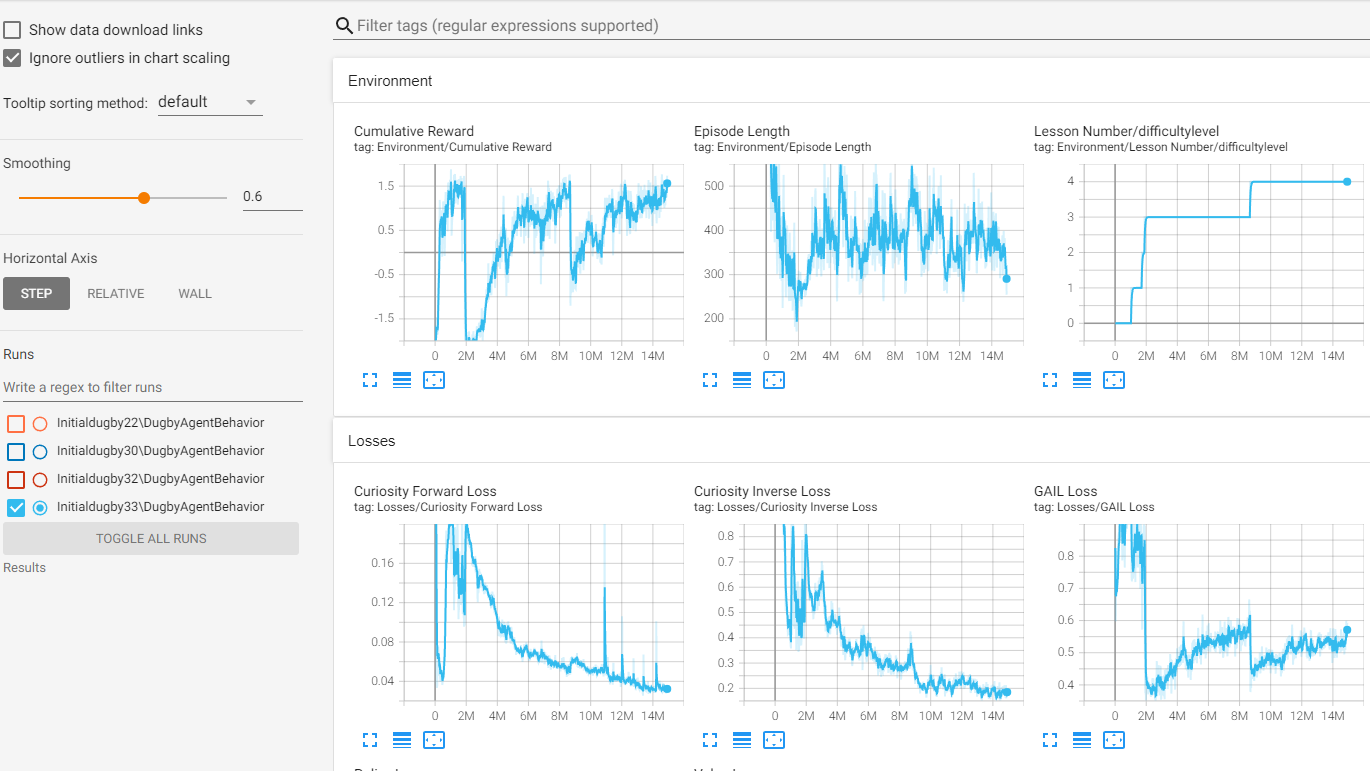 Show data download links
Ignore outliers in chart scaling
Tooltip sorting method: default
Smoothing
0.6
Horizontal Axis
STEP RELATIVE WALL
Runs
Write a regex to filter runs
Initialdugby22\DugbyAgentBehavior
Initialdugby30\DugbyAgentBehavior
Initialdugby32\DugbyAgentBehavior
Initialdugby33\DugbyAgentBehavior
TOGGLE ALL RUNS
Results
Filter tags (regular expressions supported)
Environment
Cumulative Reward
tag: Environment/Cumulative Reward
1.5
0.5
-0.5
-1.5
0 2M 4M 6M 8M 10M 12M 14M
Episode Length
tag: Environment/Episode Length
500
400
300
200
0 2M 4M 6M 8M 10M 12M 14M
Lesson Number/difficultylevel
tag: Environment/Lesson Number/difficultylevel
4
3
2
1
0
0 2M 4M 6M 8M 10M 12M 14M
Losses
Curiosity Forward Loss
tag: Losses/Curiosity Forward Loss
0.16
0.12
0.08
0.04
0 2M 4M 6M 8M 10M 12M 14M
Curiosity Inverse Loss
tag: Losses/Curiosity Inverse Loss
0.8
0.7
0.6
0.5
0.4
0.3
0.2
0 2M 4M 6M 8M 10M 12M 14M
GAIL Loss
tag: Losses/GAIL Loss
0.8
0.7
0.6
0.5
0.4
0 2M 4M 6M 8M 10M 12M 14M